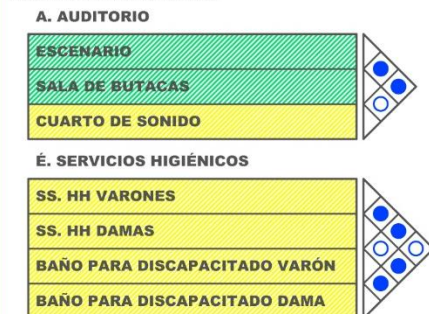 A. AUDITORIO
ESCENARIO
SALA DE BUTACAS
CUARTO DE SONIDO
É. SERVICIOS HIGIÉNICOS
SS. HH VARONES
SS. HH DAMAS
BAÑO PARA DISCAPACITADO VARÓN
BAÑO PARA DISCAPACITADO DAMA